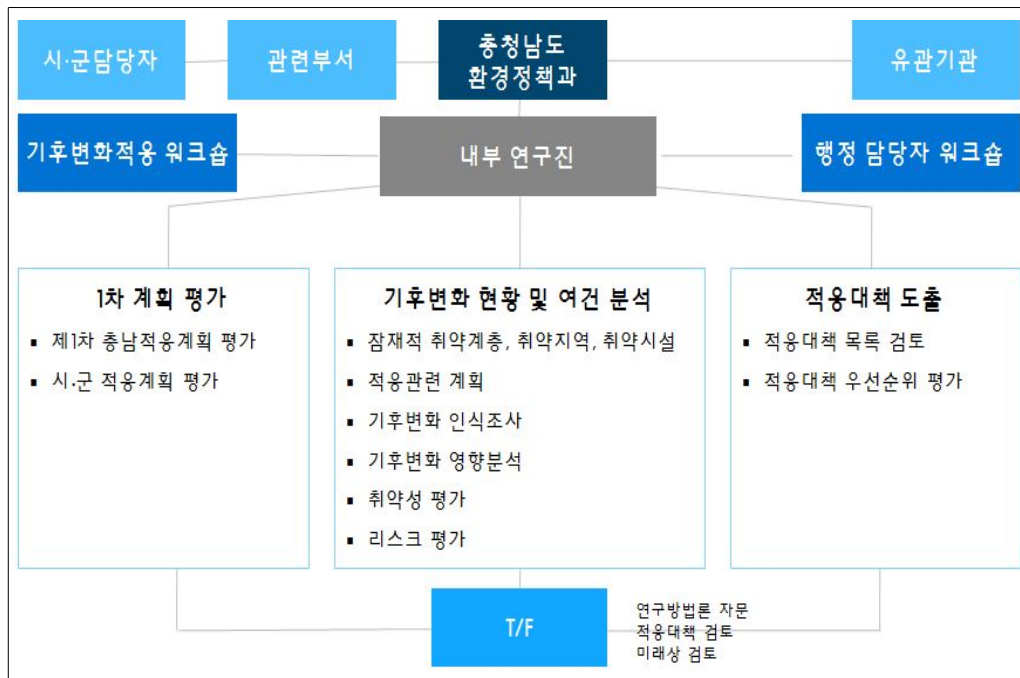 시·군담당자
관련부서
충청남도
환경정책과
유관기관
기후변화적응 워크숍
내부 연구진
행정 담당자 워크숍
1차 계획 평가
▪ 제1차 충남적응계획 평가
▪ 시·군 적응계획 평가
기후변화 현황 및 여건 분석
▪ 잠재적 취약계층, 취약지역, 취약시설
▪ 적응관련 계획
▪ 기후변화 인식조사
▪ 기후변화 영향분석
▪ 취약성 평가
▪ 리스크 평가
적응대책 도출
▪ 적응대책 목록 검토
▪ 적응대책 우선순위 평가
T/F
연구방법론 자문
적응대책 검토
미래상 검토